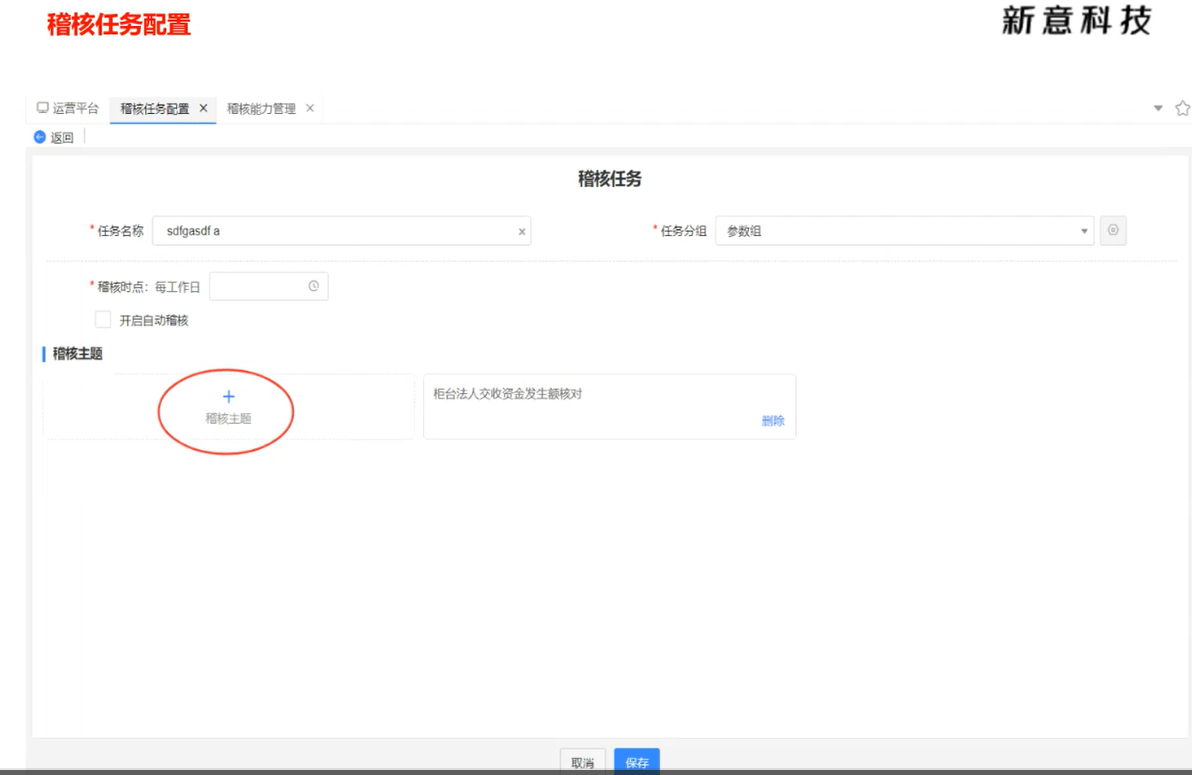 稽核任务配置
新意科技
运营平台 稽核任务配置 × 稽核能力管理 ×
返回
稽核任务
* 任务名称 sdfgasdf a × * 任务分组 参数组
* 稽核时点: 每工作日
开启自动稽核
稽核主题
+
稽核主题
柜台法人交收资金发生额核对
删除
取消 保存